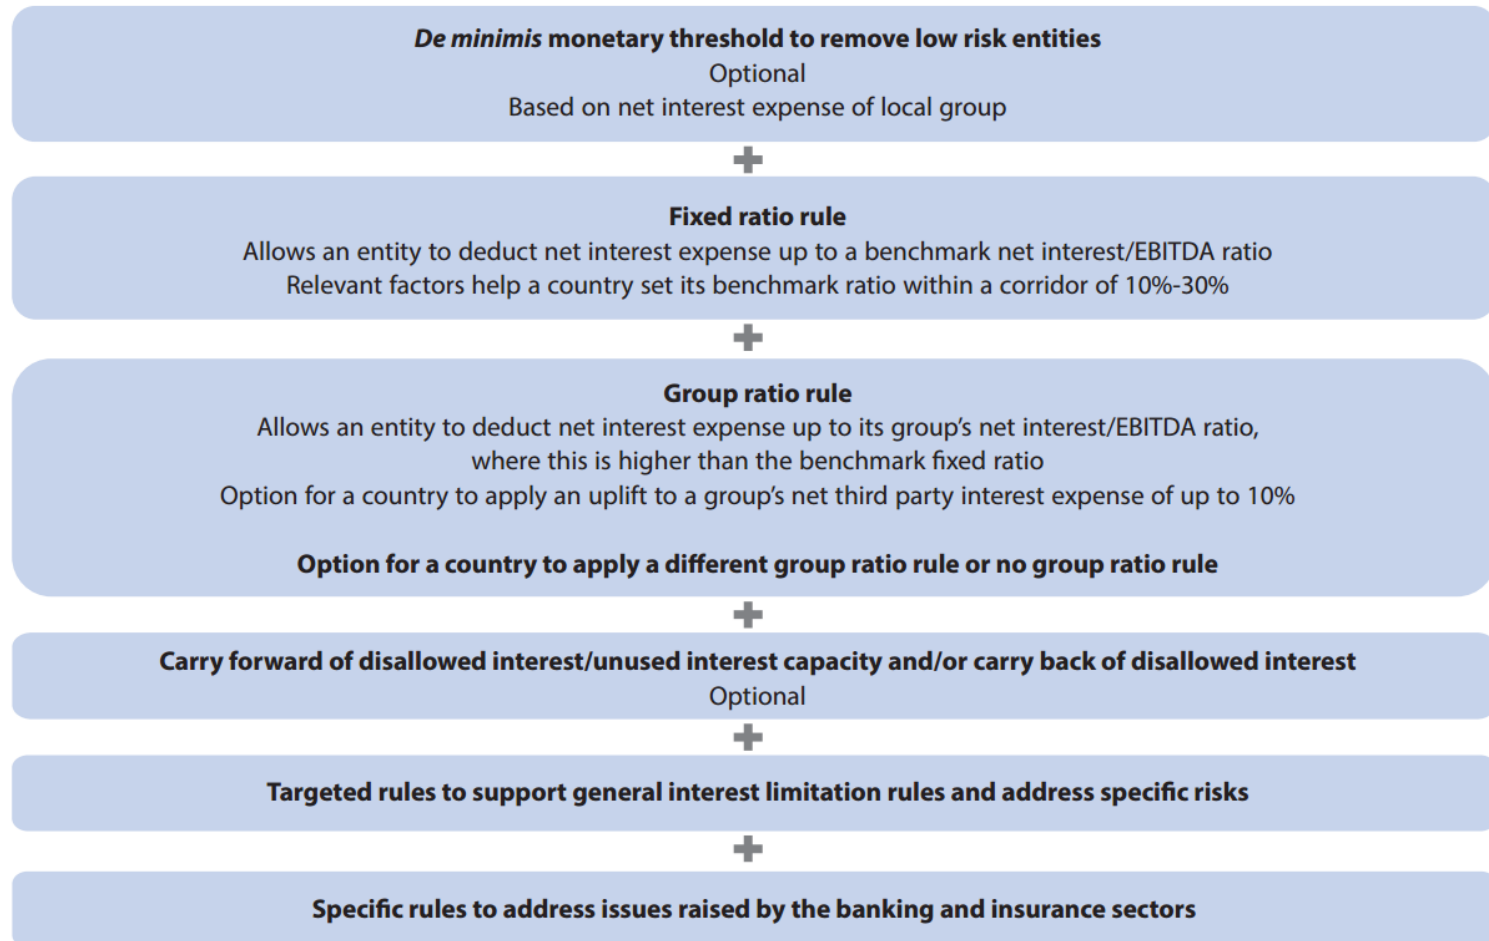 De minimis monetary threshold to remove low risk entities
Optional
Based on net interest expense of local group
Fixed ratio rule
Allows an entity to deduct net interest expense up to a benchmark net interest/EBITDA ratio
Relevant factors help a country set its benchmark ratio within a corridor of 10%-30%
Group ratio rule
Allows an entity to deduct net interest expense up to its group’s net interest/EBITDA ratio,
where this is higher than the benchmark fixed ratio
Option for a country to apply an uplift to a group’s net third party interest expense of up to 10%
Option for a country to apply a different group ratio rule or no group ratio rule
Carry forward of disallowed interest/unused interest capacity and/or carry back of disallowed interest
Optional
Targeted rules to support general interest limitation rules and address specific risks
Specific rules to address issues raised by the banking and insurance sectors